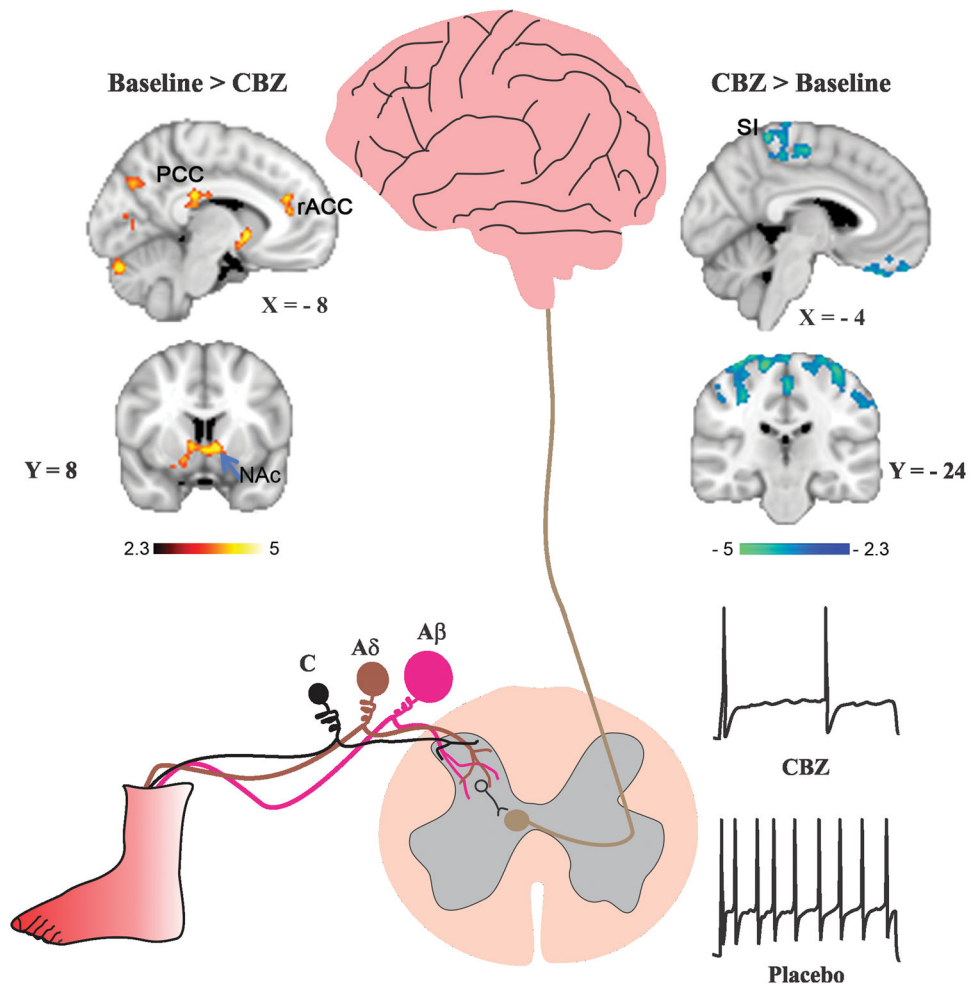 Baseline > CBZ
PCC
rACC
X = - 8
Y = 8
NAc
2.3
5
CBZ > Baseline
SI
X = - 4
Y = - 24
- 5
- 2.3
C
Aδ
Aβ
CBZ
Placebo